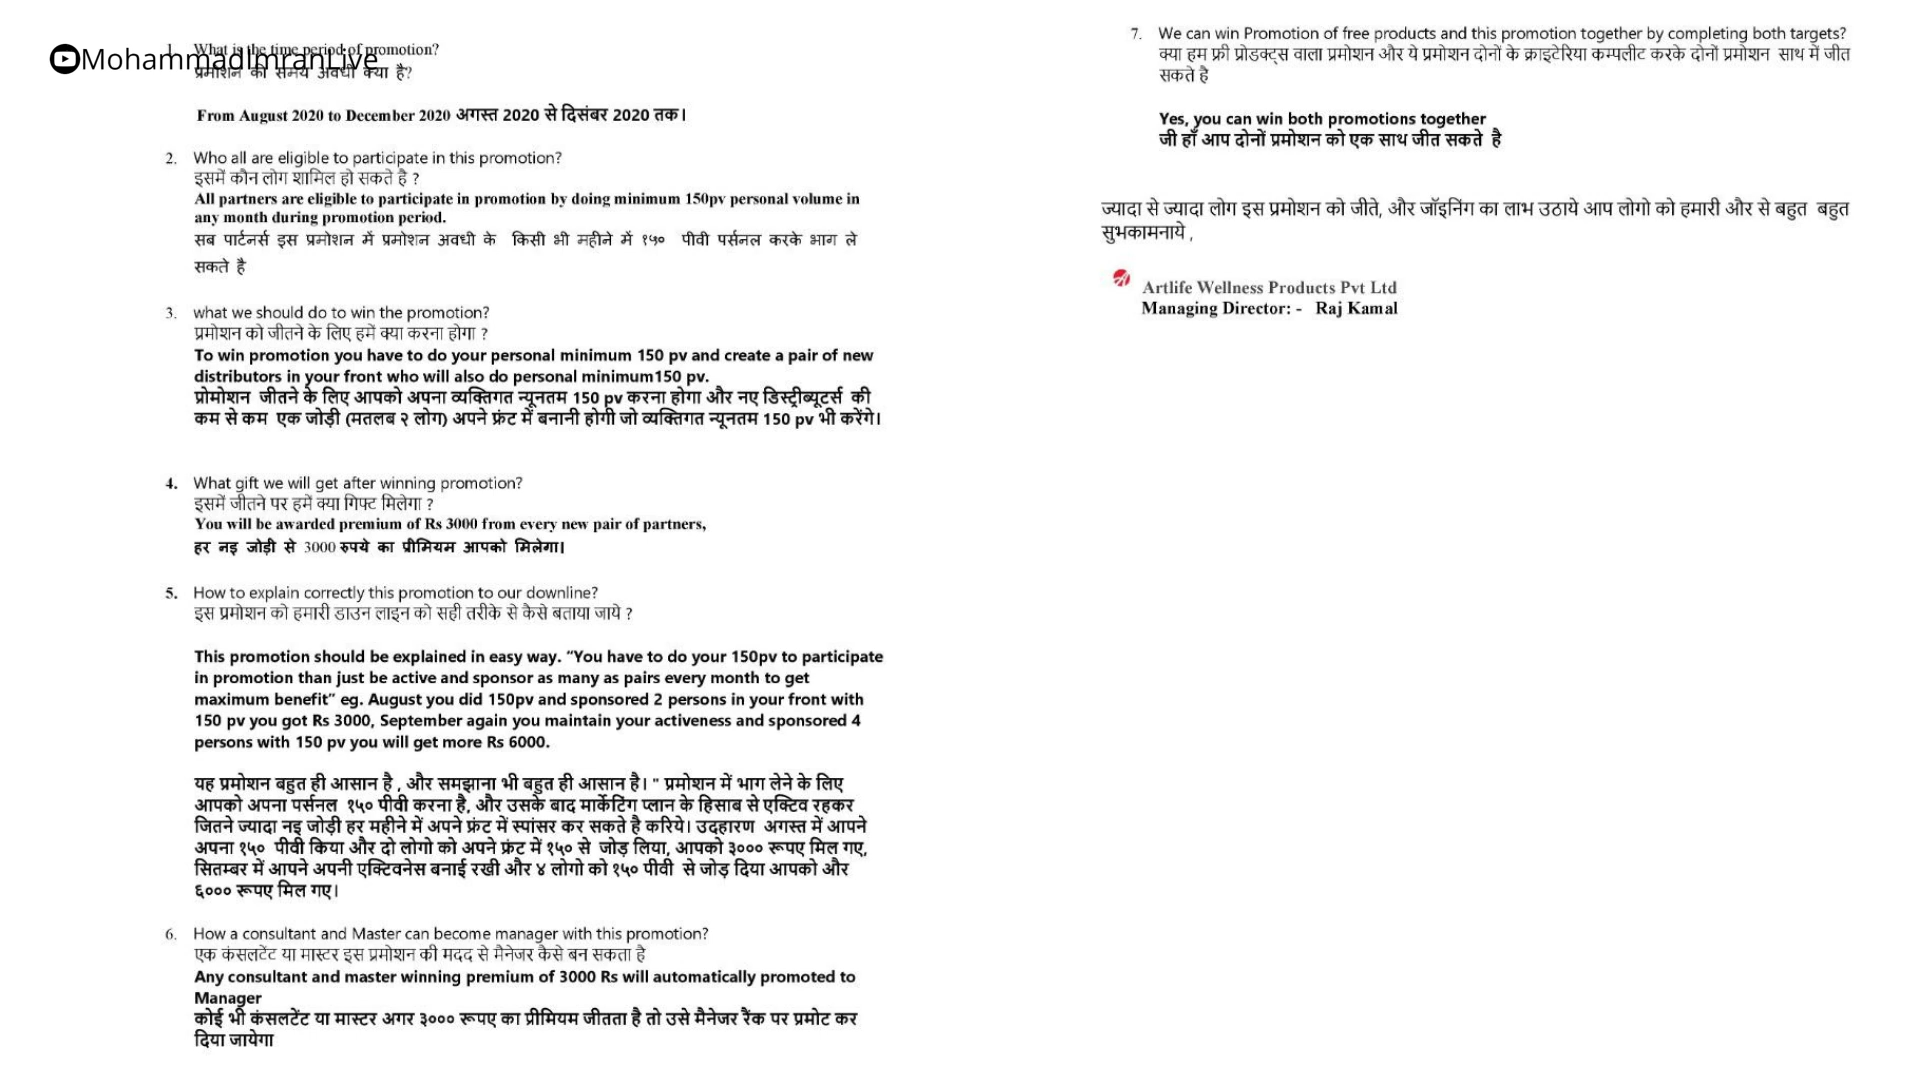 MohammadImranLive
1. What is the time period of promotion?
प्रमोशन की समय अवधी क्या है?
From August 2020 to December 2020 अगस्त 2020 से दिसंबर 2020 तक।
2. Who all are eligible to participate in this promotion?
इसमें कौन लोग शामिल हो सकते है ?
All partners are eligible to participate in promotion by doing minimum 150pv personal volume in
any month during promotion period.
सब पार्टनर्स इस प्रमोशन में प्रमोशन अवधी के किसी भी महीने में १५० पीवी पर्सनल करके भाग ले
सकते है
3. what we should do to win the promotion?
प्रमोशन को जीतने के लिए हमें क्या करना होगा ?
To win promotion you have to do your personal minimum 150 pv and create a pair of new
distributors in your front who will also do personal minimum150 pv.
प्रोमोशन जीतने के लिए आपको अपना व्यक्तिगत न्यूनतम 150 pv करना होगा और नए डिस्ट्रीब्यूटर्स की
कम से कम एक जोड़ी (मतलब २ लोग) अपने फ्रंट में बनानी होगी जो व्यक्तिगत न्यूनतम 150 pv भी करेंगे।
4. What gift we will get after winning promotion?
इसमें जीतने पर हमें क्या गिफ्ट मिलेगा ?
You will be awarded premium of Rs 3000 from every new pair of partners,
हर नइ जोड़ी से 3000 रुपये का प्रीमियम आपको मिलेगा।
5. How to explain correctly this promotion to our downline?
इस प्रमोशन को हमारी डाउन लाइन को सही तरीके से कैसे बताया जाये ?
This promotion should be explained in easy way. “You have to do your 150pv to participate
in promotion than just be active and sponsor as many as pairs every month to get
maximum benefit” eg. August you did 150pv and sponsored 2 persons in your front with
150 pv you got Rs 3000, September again you maintain your activeness and sponsored 4
persons with 150 pv you will get more Rs 6000.
यह प्रमोशन बहुत ही आसान है , और समझाना भी बहुत ही आसान है। " प्रमोशन में भाग लेने के लिए
आपको अपना पर्सनल १५० पीवी करना है, और उसके बाद मार्केटिंग प्लान के हिसाब से एक्टिव रहकर
जितने ज्यादा नइ जोड़ी हर महीने में अपने फ्रंट में स्पांसर कर सकते है करिये। उदहारण अगस्त में आपने
अपना १५० पीवी किया और दो लोगो को अपने फ्रंट में १५० से जोड़ लिया, आपको ३००० रूपए मिल गए,
सितम्बर में आपने अपनी एक्टिवनेस बनाई रखी और ४ लोगो को १५० पीवी से जोड़ दिया आपको और
६००० रूपए मिल गए।
6. How a consultant and Master can become manager with this promotion?
एक कंसलटेंट या मास्टर इस प्रमोशन की मदद से मैनेजर कैसे बन सकता है
Any consultant and master winning premium of 3000 Rs will automatically promoted to
Manager
कोई भी कंसलटेंट या मास्टर अगर ३००० रूपए का प्रीमियम जीतता है तो उसे मैनेजर रैंक पर प्रमोट कर
दिया जायेगा
7. We can win Promotion of free products and this promotion together by completing both targets?
क्या हम फ्री प्रोडक्ट्स वाला प्रमोशन और ये प्रमोशन दोनों के क्राइटेरिया कम्पलीट करके दोनों प्रमोशन साथ में जीत
सकते है
Yes, you can win both promotions together
जी हाँ आप दोनों प्रमोशन को एक साथ जीत सकते है
ज्यादा से ज्यादा लोग इस प्रमोशन को जीते, और जॉइनिंग का लाभ उठाये आप लोगो को हमारी और से बहुत बहुत
सुभकामनाये ,
Artlife Wellness Products Pvt Ltd
Managing Director: - Raj Kamal